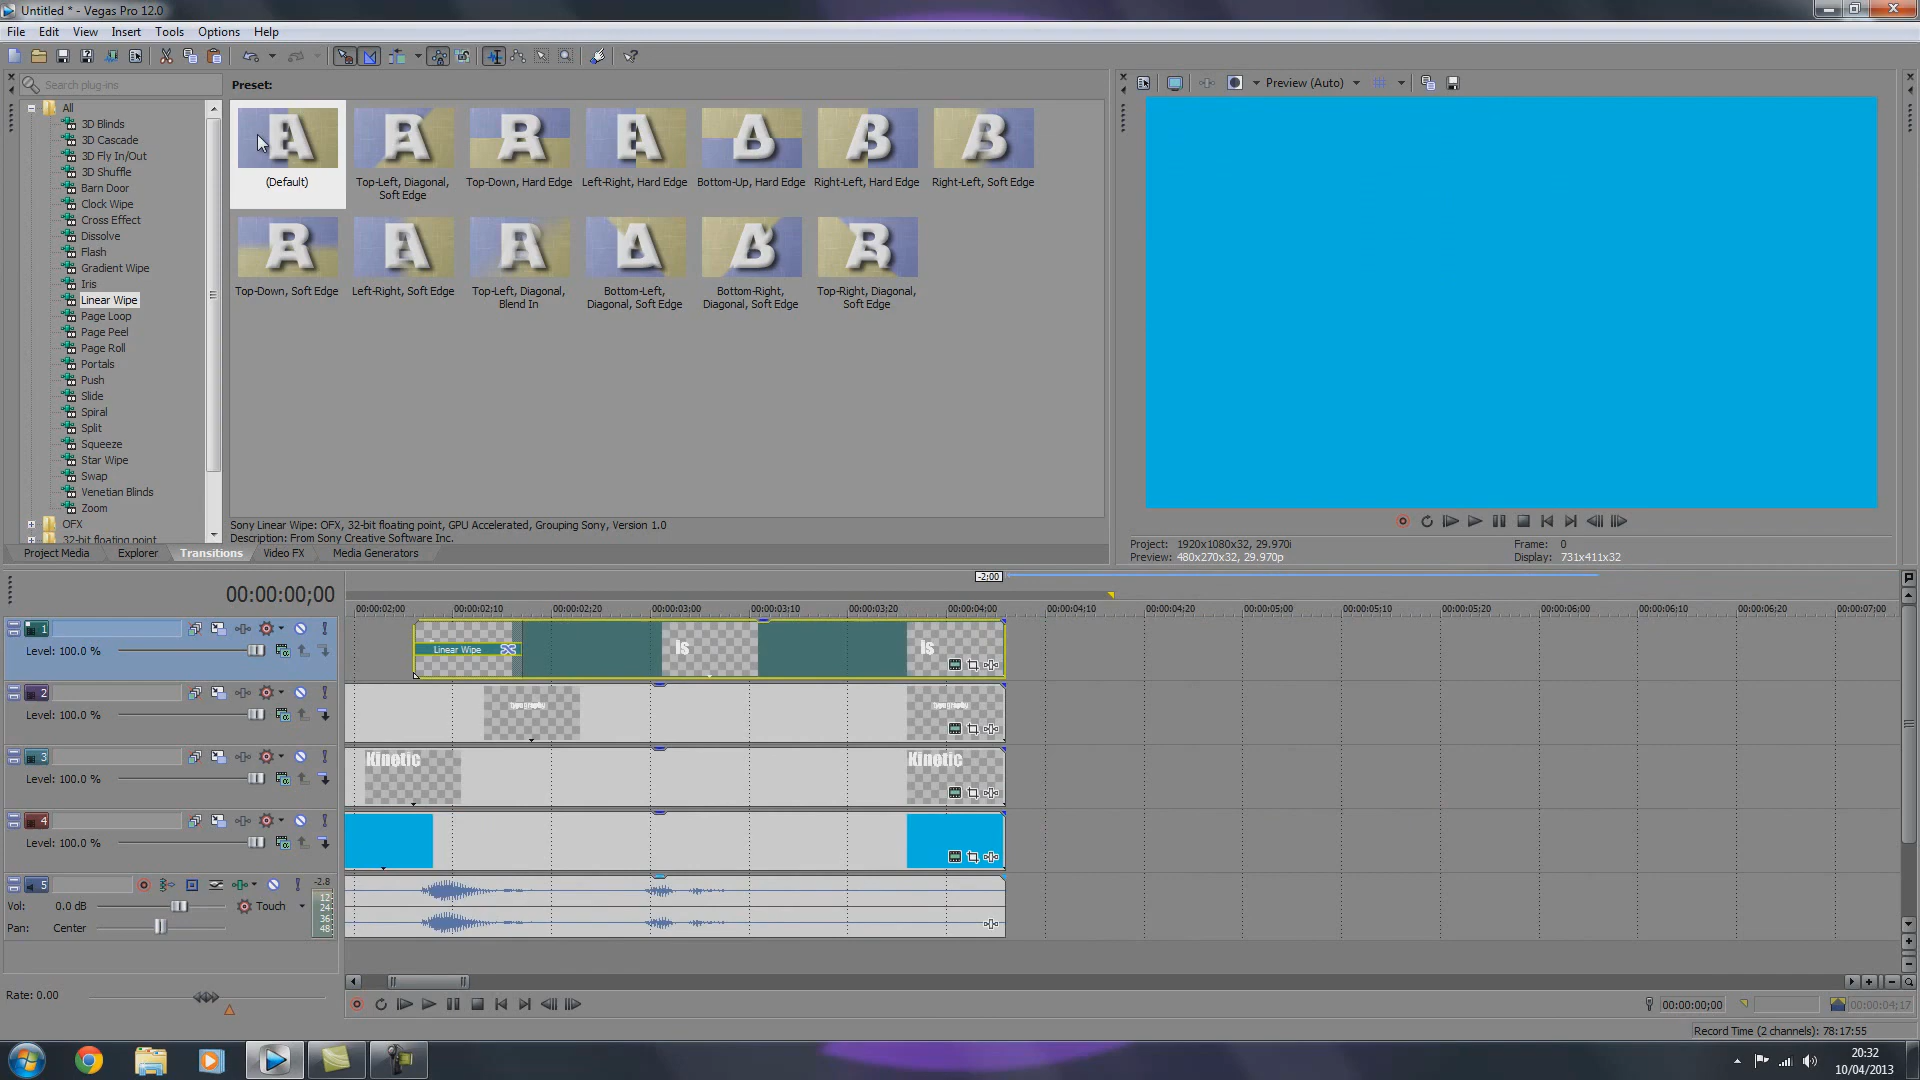 Untitled * - Vegas Pro 12.0
File Edit View Insert Tools Options Help
Search plug-ins
Preset:
Preview (Auto)
All
3D Blinds
3D Cascade
3D Fly In/Out
3D Shuffle
Barn Door
Clock Wipe
Cross Effect
Dissolve
Flash
Gradient Wipe
Iris
Linear Wipe
Page Loop
Page Peel
Page Roll
Portals
Push
Slide
Spiral
Split
Squeeze
Star Wipe
Swap
Venetian Blinds
Zoom
OFX
32-bit floating point
(Default)
Top-Left, Diagonal, Soft Edge
Top-Down, Hard Edge
Left-Right, Hard Edge
Bottom-Up, Hard Edge
Right-Left, Hard Edge
Right-Left, Soft Edge
Top-Down, Soft Edge
Left-Right, Soft Edge
Top-Left, Diagonal, Blend In
Bottom-Left, Diagonal, Soft Edge
Bottom-Right, Diagonal, Soft Edge
Top-Right, Diagonal, Soft Edge
Sony Linear Wipe: OFX, 32-bit floating point, GPU Accelerated, Grouping Sony, Version 1.0
Description: From Sony Creative Software Inc.
Project Media Explorer Transitions Video FX Media Generators
Project: 1920x1080x32, 29.970i Frame: 0
Preview: 480x270x32, 29.970p Display: 731x411x32
00:00:00;00
-2;00
00:00:02;00 00:00:02;10 00:00:02;20 00:00:03;00 00:00:03;10 00:00:03;20 00:00:04;00 00:00:04;10 00:00:04;20 00:00:05;00 00:00:05;10 00:00:05;20 00:00:06;00 00:00:06;10 00:00:06;20 00:00:07;00
1
Level: 100.0 %
Linear Wipe
Is
Is
2
Level: 100.0 %
Typography
Typography
3
Level: 100.0 %
Kinetic
Kinetic
4
Level: 100.0 %
5
-2.8
Vol: 0.0 dB Touch
Pan: Center
12
24
36
48
Rate: 0.00
00:00:00;00
00:00:04;17
Record Time (2 channels): 78:17:55
20:32
10/04/2013